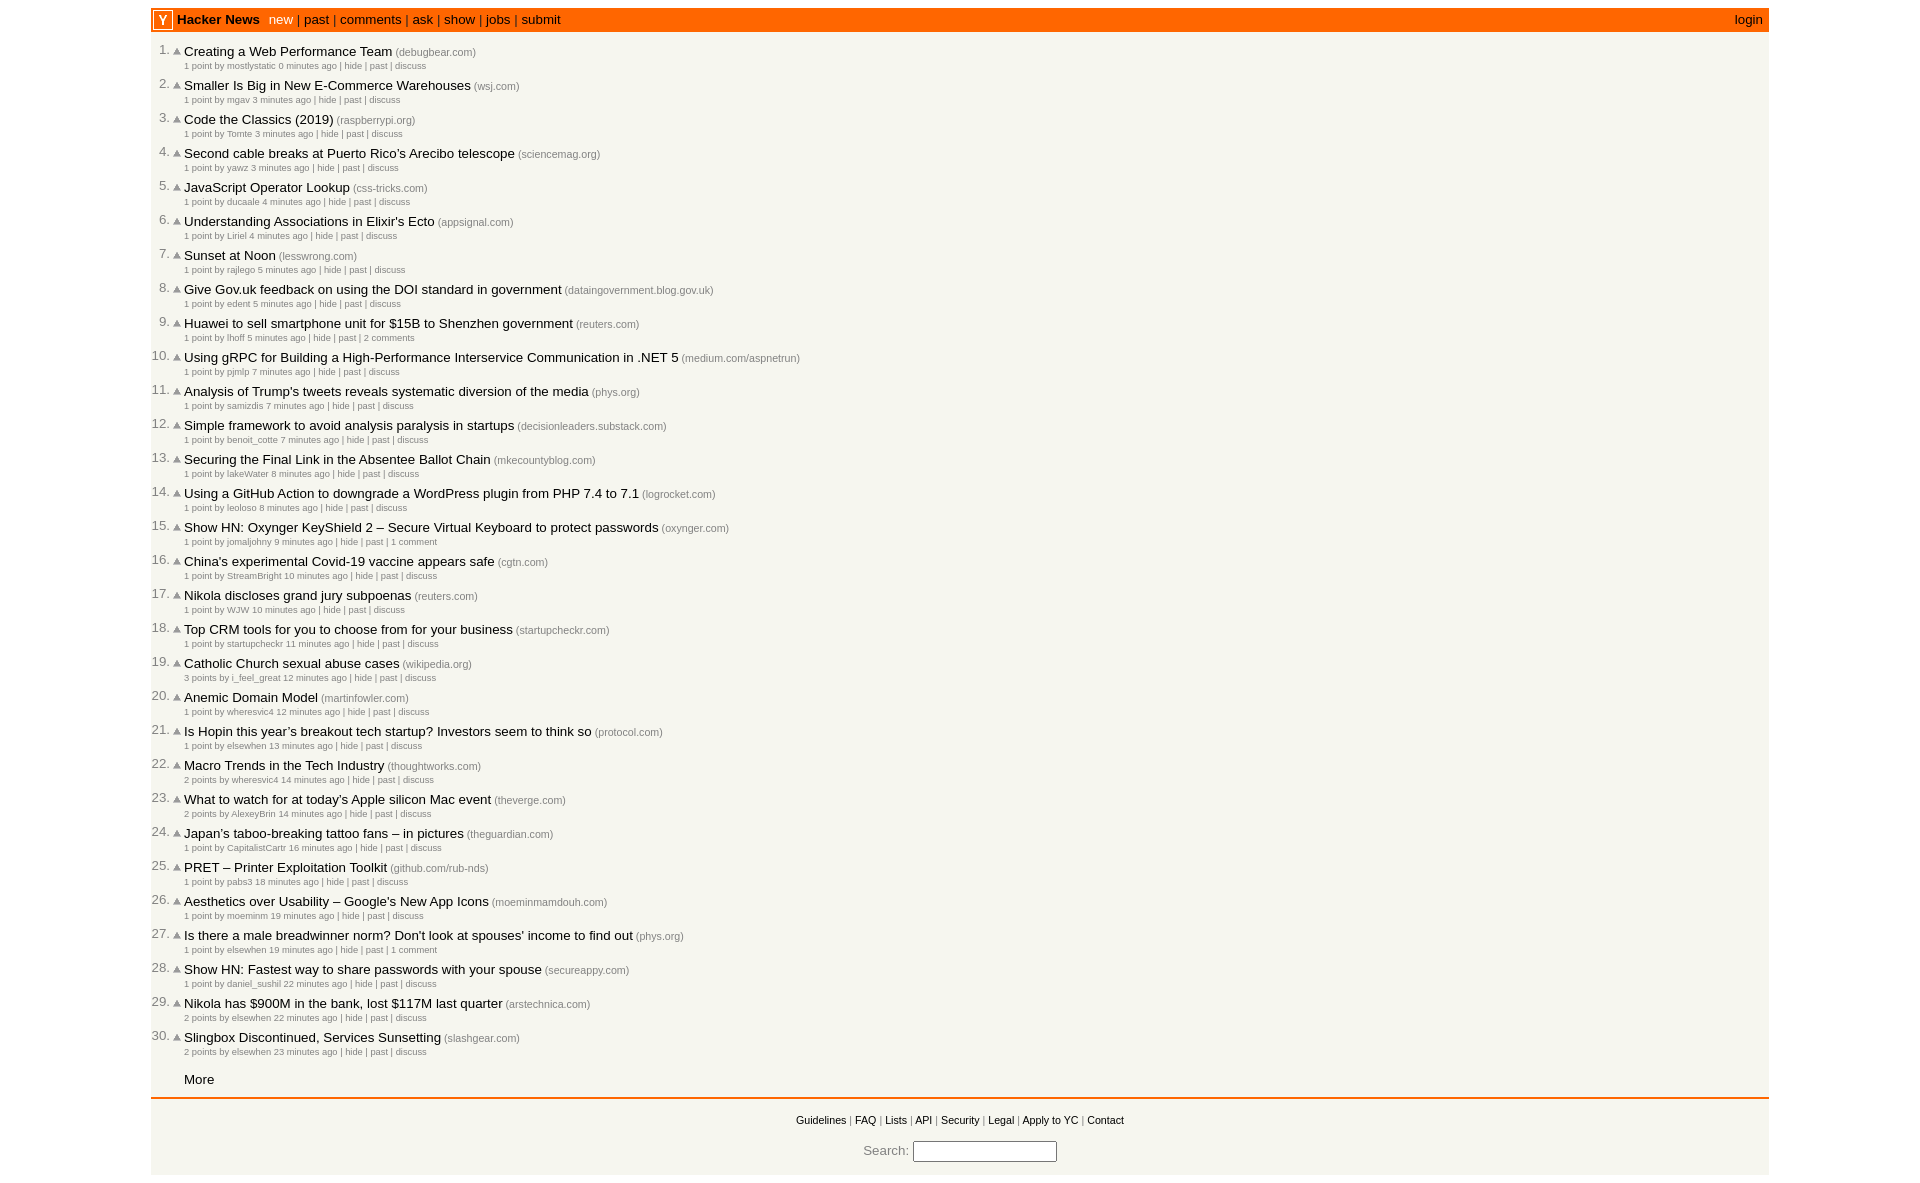 Y Hacker News new | past | comments | ask | show | jobs | submit login
1. Creating a Web Performance Team (debugbear.com)
1 point by mostlystatic 0 minutes ago | hide | past | discuss
2. Smaller Is Big in New E-Commerce Warehouses (wsj.com)
1 point by mgav 3 minutes ago | hide | past | discuss
3. Code the Classics (2019) (raspberrypi.org)
1 point by Tomte 3 minutes ago | hide | past | discuss
4. Second cable breaks at Puerto Rico’s Arecibo telescope (sciencemag.org)
1 point by yawz 3 minutes ago | hide | past | discuss
5. JavaScript Operator Lookup (css-tricks.com)
1 point by ducaale 4 minutes ago | hide | past | discuss
6. Understanding Associations in Elixir's Ecto (appsignal.com)
1 point by Liriel 4 minutes ago | hide | past | discuss
7. Sunset at Noon (lesswrong.com)
1 point by rajlego 5 minutes ago | hide | past | discuss
8. Give Gov.uk feedback on using the DOI standard in government (dataingovernment.blog.gov.uk)
1 point by edent 5 minutes ago | hide | past | discuss
9. Huawei to sell smartphone unit for $15B to Shenzhen government (reuters.com)
1 point by lhoff 5 minutes ago | hide | past | 2 comments
10. Using gRPC for Building a High-Performance Interservice Communication in .NET 5 (medium.com/aspnetrun)
1 point by pjmlp 7 minutes ago | hide | past | discuss
11. Analysis of Trump's tweets reveals systematic diversion of the media (phys.org)
1 point by samizdis 7 minutes ago | hide | past | discuss
12. Simple framework to avoid analysis paralysis in startups (decisionleaders.substack.com)
1 point by benoit_cotte 7 minutes ago | hide | past | discuss
13. Securing the Final Link in the Absentee Ballot Chain (mkecountyblog.com)
1 point by lakeWater 8 minutes ago | hide | past | discuss
14. Using a GitHub Action to downgrade a WordPress plugin from PHP 7.4 to 7.1 (logrocket.com)
1 point by leoloso 8 minutes ago | hide | past | discuss
15. Show HN: Oxynger KeyShield 2 – Secure Virtual Keyboard to protect passwords (oxynger.com)
1 point by jomaljohny 9 minutes ago | hide | past | 1 comment
16. China's experimental Covid-19 vaccine appears safe (cgtn.com)
1 point by StreamBright 10 minutes ago | hide | past | discuss
17. Nikola discloses grand jury subpoenas (reuters.com)
1 point by WJW 10 minutes ago | hide | past | discuss
18. Top CRM tools for you to choose from for your business (startupcheckr.com)
1 point by startupcheckr 11 minutes ago | hide | past | discuss
19. Catholic Church sexual abuse cases (wikipedia.org)
3 points by i_feel_great 12 minutes ago | hide | past | discuss
20. Anemic Domain Model (martinfowler.com)
1 point by wheresvic4 12 minutes ago | hide | past | discuss
21. Is Hopin this year’s breakout tech startup? Investors seem to think so (protocol.com)
1 point by elsewhen 13 minutes ago | hide | past | discuss
22. Macro Trends in the Tech Industry (thoughtworks.com)
2 points by wheresvic4 14 minutes ago | hide | past | discuss
23. What to watch for at today’s Apple silicon Mac event (theverge.com)
2 points by AlexeyBrin 14 minutes ago | hide | past | discuss
24. Japan’s taboo-breaking tattoo fans – in pictures (theguardian.com)
1 point by CapitalistCartr 16 minutes ago | hide | past | discuss
25. PRET – Printer Exploitation Toolkit (github.com/rub-nds)
1 point by pabs3 18 minutes ago | hide | past | discuss
26. Aesthetics over Usability – Google's New App Icons (moeminmamdouh.com)
1 point by moeminm 19 minutes ago | hide | past | discuss
27. Is there a male breadwinner norm? Don't look at spouses' income to find out (phys.org)
1 point by elsewhen 19 minutes ago | hide | past | 1 comment
28. Show HN: Fastest way to share passwords with your spouse (secureappy.com)
1 point by daniel_sushil 22 minutes ago | hide | past | discuss
29. Nikola has $900M in the bank, lost $117M last quarter (arstechnica.com)
2 points by elsewhen 22 minutes ago | hide | past | discuss
30. Slingbox Discontinued, Services Sunsetting (slashgear.com)
2 points by elsewhen 23 minutes ago | hide | past | discuss
More
Guidelines | FAQ | Lists | API | Security | Legal | Apply to YC | Contact
Search: